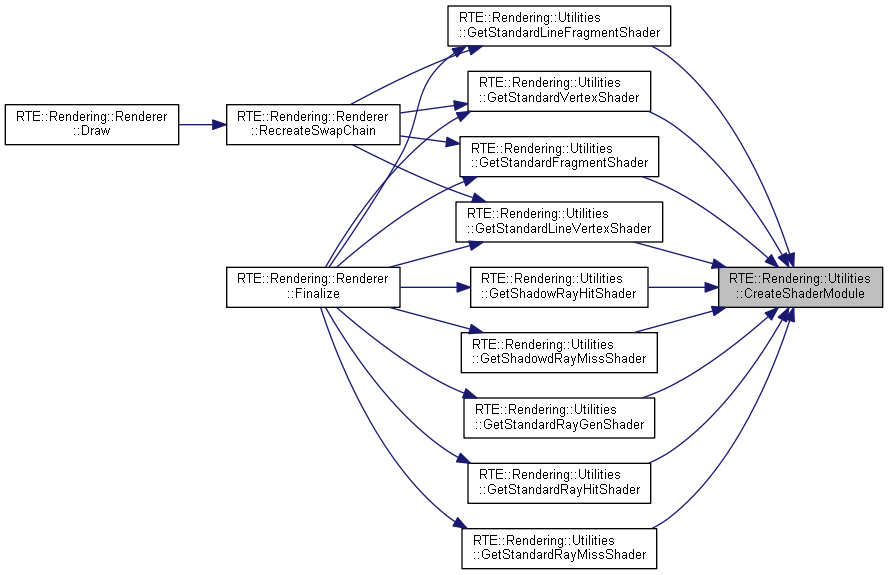 RTE::Rendering::Utilities
::GetStandardLineFragmentShader
RTE::Rendering::Utilities
::GetStandardVertexShader
RTE::Rendering::Renderer
::Draw
RTE::Rendering::Renderer
::RecreateSwapChain
RTE::Rendering::Utilities
::GetStandardFragmentShader
RTE::Rendering::Utilities
::GetStandardLineVertexShader
RTE::Rendering::Renderer
::Finalize
RTE::Rendering::Utilities
::GetShadowRayHitShader
RTE::Rendering::Utilities
::CreateShaderModule
RTE::Rendering::Utilities
::GetShadowdRayMissShader
RTE::Rendering::Utilities
::GetStandardRayGenShader
RTE::Rendering::Utilities
::GetStandardRayHitShader
RTE::Rendering::Utilities
::GetStandardRayMissShader